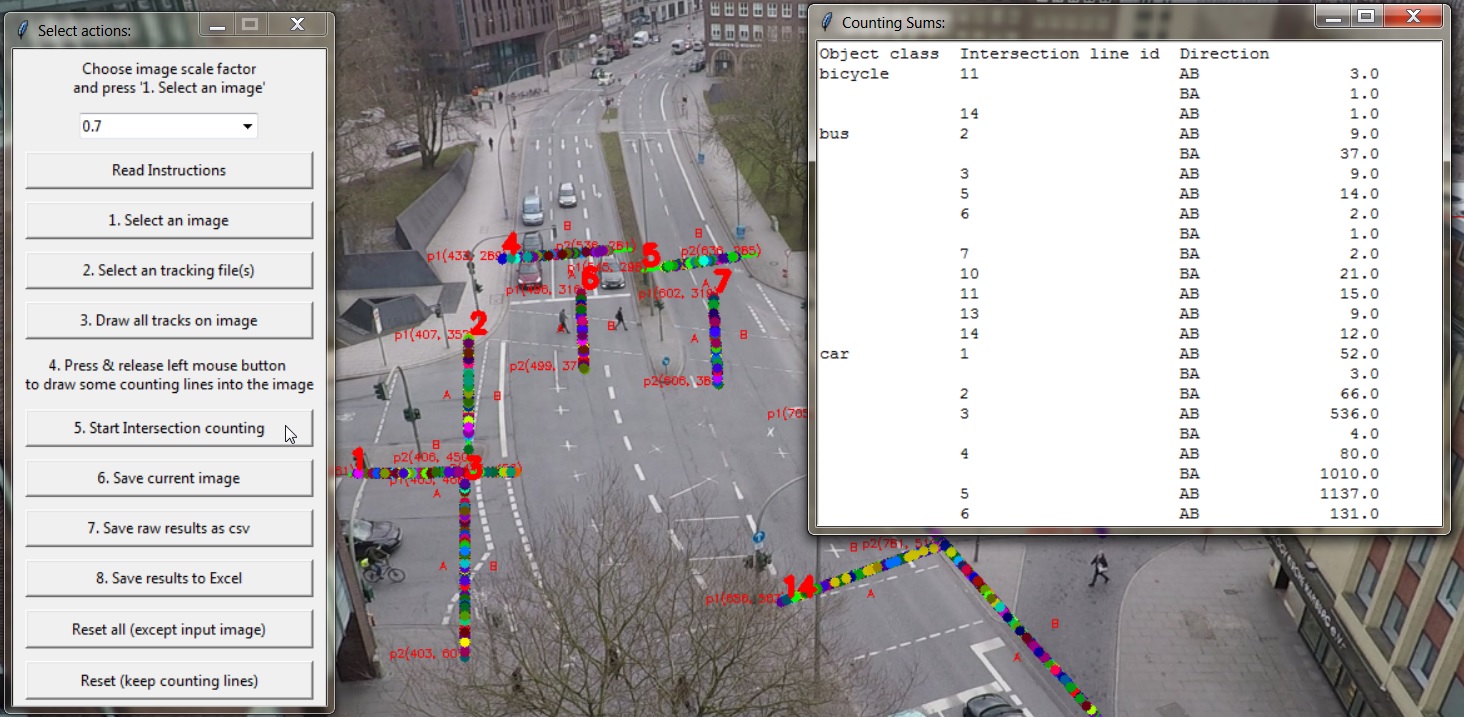 Select actions:
Choose image scale factor
and press '1. Select an image'
0.7
Read Instructions
1. Select an image
2. Select an tracking file(s)
3. Draw all tracks on image
4. Press & release left mouse button
to draw some counting lines into the image
5. Start Intersection counting
6. Save current image
7. Save raw results as csv
8. Save results to Excel
Reset all (except input image)
Reset (keep counting lines)
Counting Sums:
Object class Intersection line id Direction
bicycle 11 AB 3.0
BA 1.0
14 AB 1.0
bus 2 AB 9.0
BA 37.0
3 AB 9.0
5 AB 14.0
6 AB 2.0
BA 1.0
7 BA 2.0
10 BA 21.0
11 AB 15.0
13 AB 9.0
14 AB 12.0
car 1 AB 52.0
BA 3.0
2 BA 66.0
3 AB 536.0
BA 4.0
4 AB 80.0
BA 1010.0
5 AB 1137.0
6 AB 131.0
B
B
4
5
A
6
A
7
2
p1(407,
A
B
A
B
p2(499, 37
A
B
B
1
3
A
A
B
p2(403, 60
B
14
A
B
A